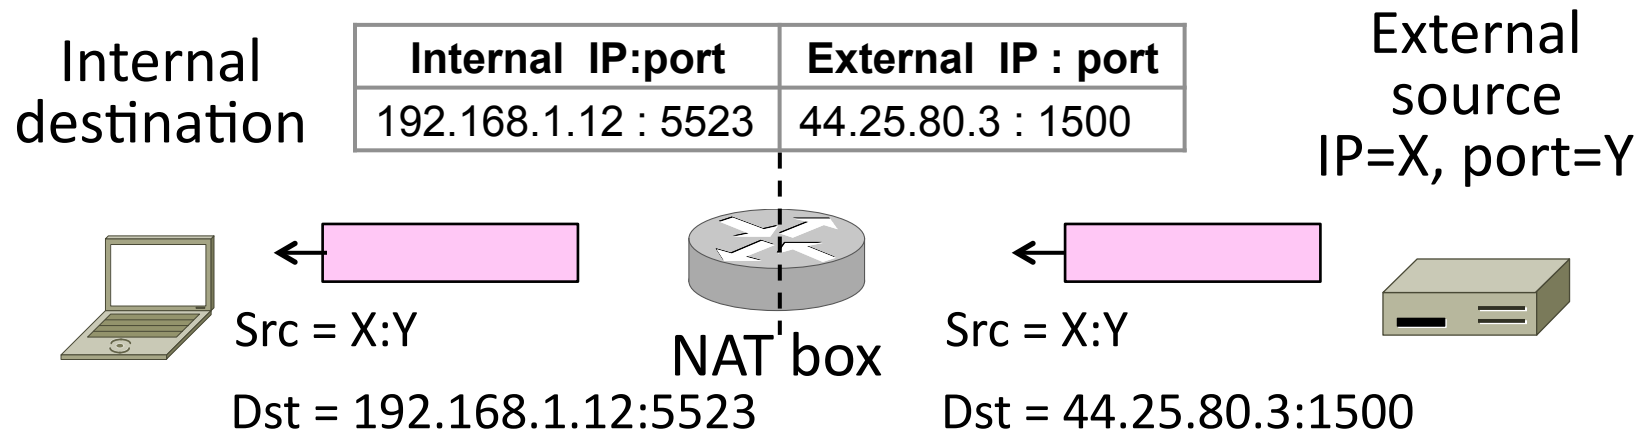 Internal
destination
Internal IP:port
External IP : port
192.168.1.12 : 5523
44.25.80.3 : 1500
External
source
IP=X, port=Y
Src = X:Y
Dst = 192.168.1.12:5523
NAT box
Src = X:Y
Dst = 44.25.80.3:1500